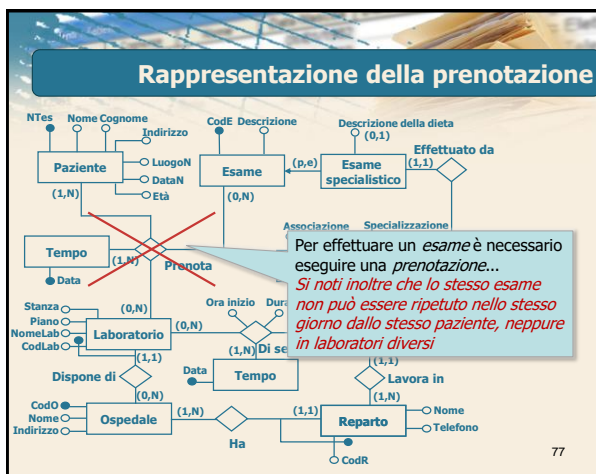 Rappresentazione della prenotazione
NTes
Nome Cognome
Indirizzo
CodE Descrizione
Descrizione della dieta
(0,1)
Effettuato da
Paziente
LuogoN
DataN
Età
Esame
(p,e)
Esame
specialistico
(1,1)
(1,N)
(0,N)
Associazione
Specializzazione
Tempo
(1,N)
Prenota
Data
Per effettuare un esame è necessario
eseguire una prenotazione...
Si noti inoltre che lo stesso esame
non può essere ripetuto nello stesso
giorno dallo stesso paziente, neppure
in laboratori diversi
Stanza
Piano
NomeLab
CodLab
(0,N)
Laboratorio
(0,N)
Ora inizio
(1,N)
(1,1)
(1,1)
Dispone di
Data
Tempo
Lavora in
(0,N)
(1,N)
CodO
Nome
Indirizzo
Ospedale
(1,N)
Ha
(1,1)
Reparto
Nome
Telefono
CodR
77